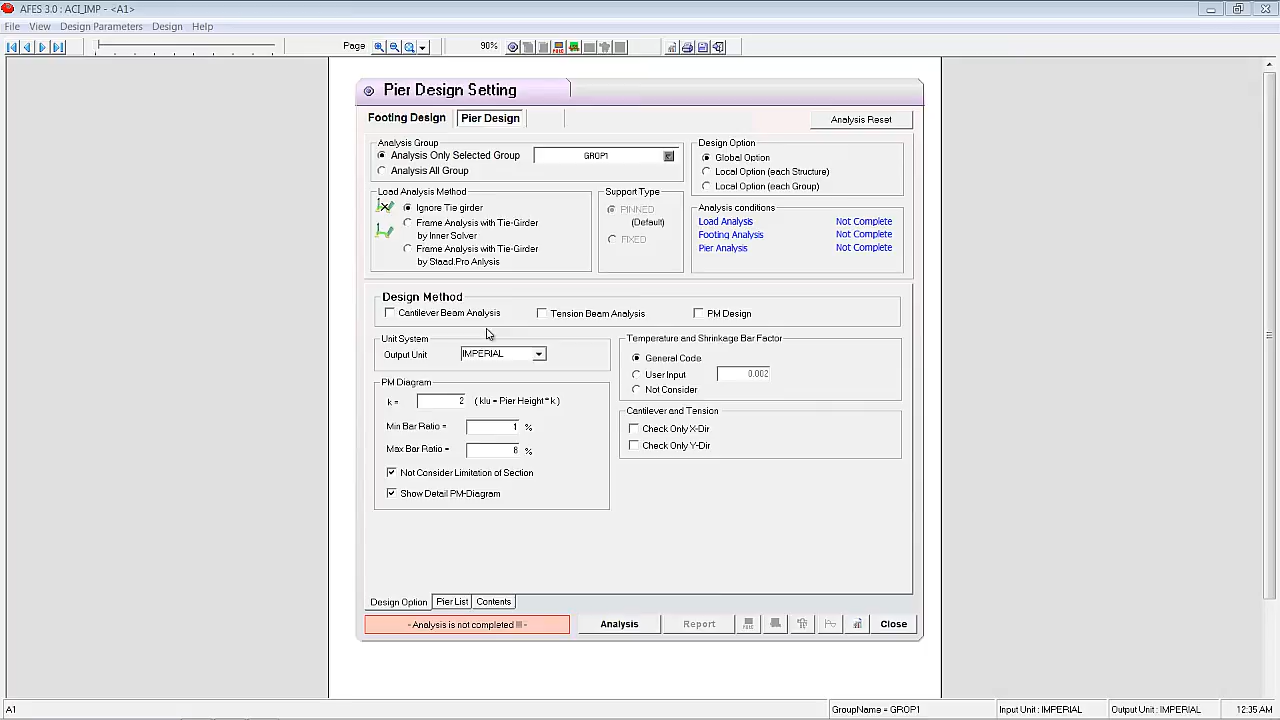 AFES 3.0 : ACI_IMP - <A1>
File View Design Parameters Design Help
Page 90%
Pier Design Setting
Footing Design Pier Design Analysis Reset
Analysis Group
Analysis Only Selected Group GROP1
Analysis All Group
Design Option
Global Option
Local Option (each Structure)
Local Option (each Group)
Load Analysis Method
Ignore Tie girder
Frame Analysis with Tie-Girder
by Inner Solver
Frame Analysis with Tie-Girder
by Staad.Pro Anlysis
Support Type
PINNED
(Default)
FIXED
Analysis conditions
Load Analysis Not Complete
Footing Analysis Not Complete
Pier Analysis Not Complete
Design Method
Cantilever Beam Analysis Tension Beam Analysis PM Design
Unit System
Output Unit IMPERIAL
Temperature and Shrinkage Bar Factor
General Code
User Input 0.002
Not Consider
PM Diagram
k = 2 ( klu = Pier Height * k )
Min Bar Ratio = 1 %
Max Bar Ratio = 8 %
Not Consider Limitation of Section
Show Detail PM-Diagram
Cantilever and Tension
Check Only X-Dir
Check Only Y-Dir
Design Option Pier List Contents
- Analysis is not completed !! -
Analysis Report Close
A1 GroupName = GROP1 Input Unit : IMPERIAL Output Unit : IMPERIAL 12:35 AM